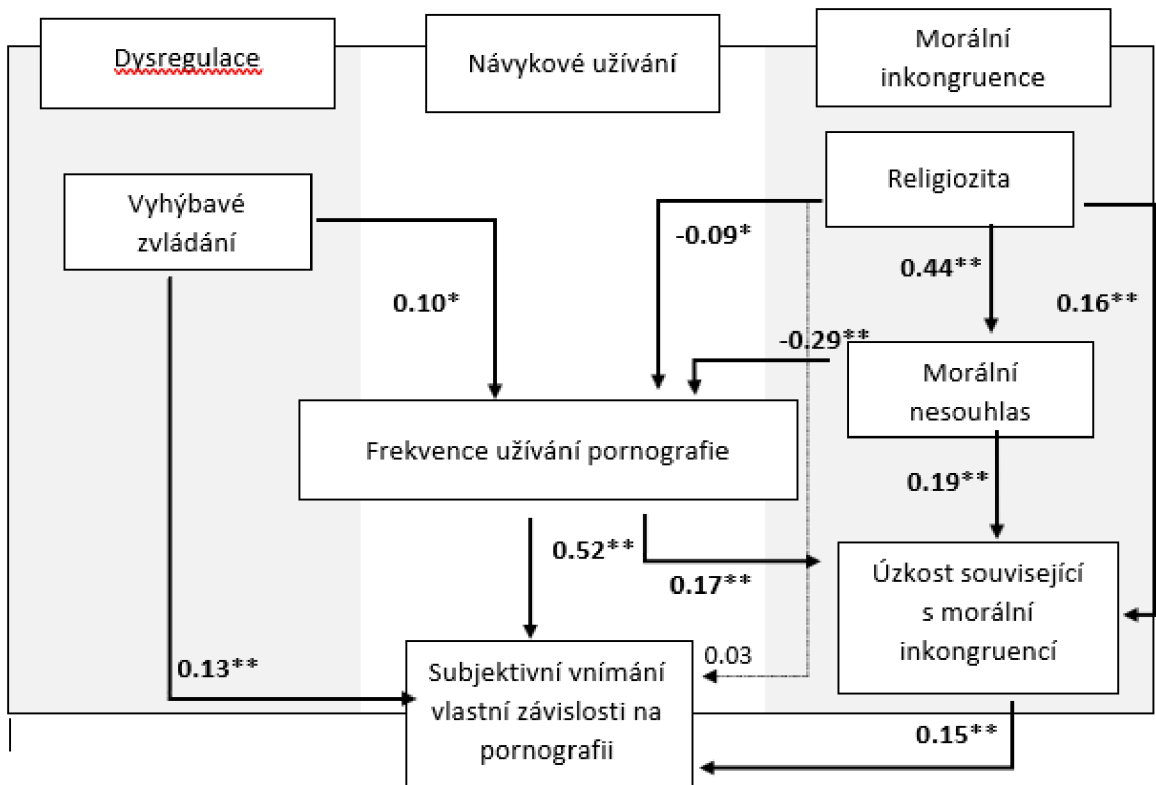 Dysregulace
Návykové užívání
Morální
inkongruence
Religiozita
Vyhýbavé
zvládání
-0.09*
0.44**
0.10*
0.16**
-0.29**
Morální
nesouhlas
Frekvence užívání pornografie
0.19**
0.52**
0.17**
Úzkost související
s morální
inkongruencí
0.13**
0.03
Subjektivní vnímání
vlastní závislosti na
pornografii
0.15**